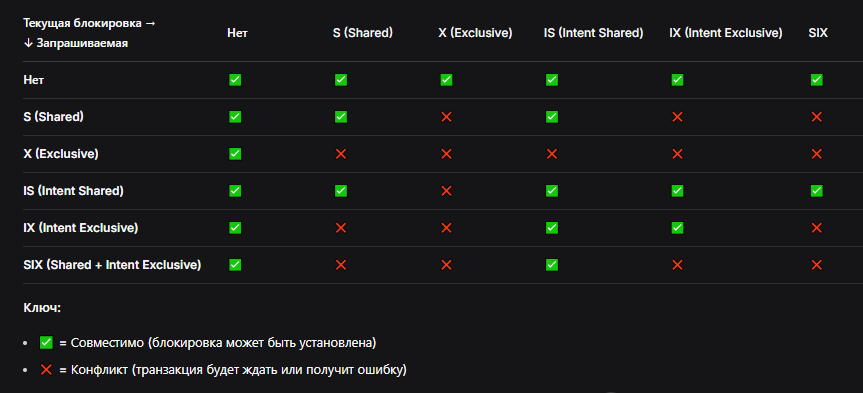 Текущая блокировка →
↓ Запрашиваемая
Нет S (Shared) X (Exclusive) IS (Intent Shared) IX (Intent Exclusive) SIX
Нет ✅ ✅ ✅ ✅ ✅ ✅
S (Shared) ✅ ✅ ❌ ✅ ❌ ❌
X (Exclusive) ✅ ❌ ❌ ❌ ❌ ❌
IS (Intent Shared) ✅ ✅ ❌ ✅ ✅ ✅
IX (Intent Exclusive) ✅ ❌ ❌ ✅ ✅ ❌
SIX (Shared + Intent Exclusive) ✅ ❌ ❌ ✅ ❌ ❌
Ключ:
• ✅ = Совместимо (блокировка может быть установлена)
• ❌ = Конфликт (транзакция будет ждать или получит ошибку)